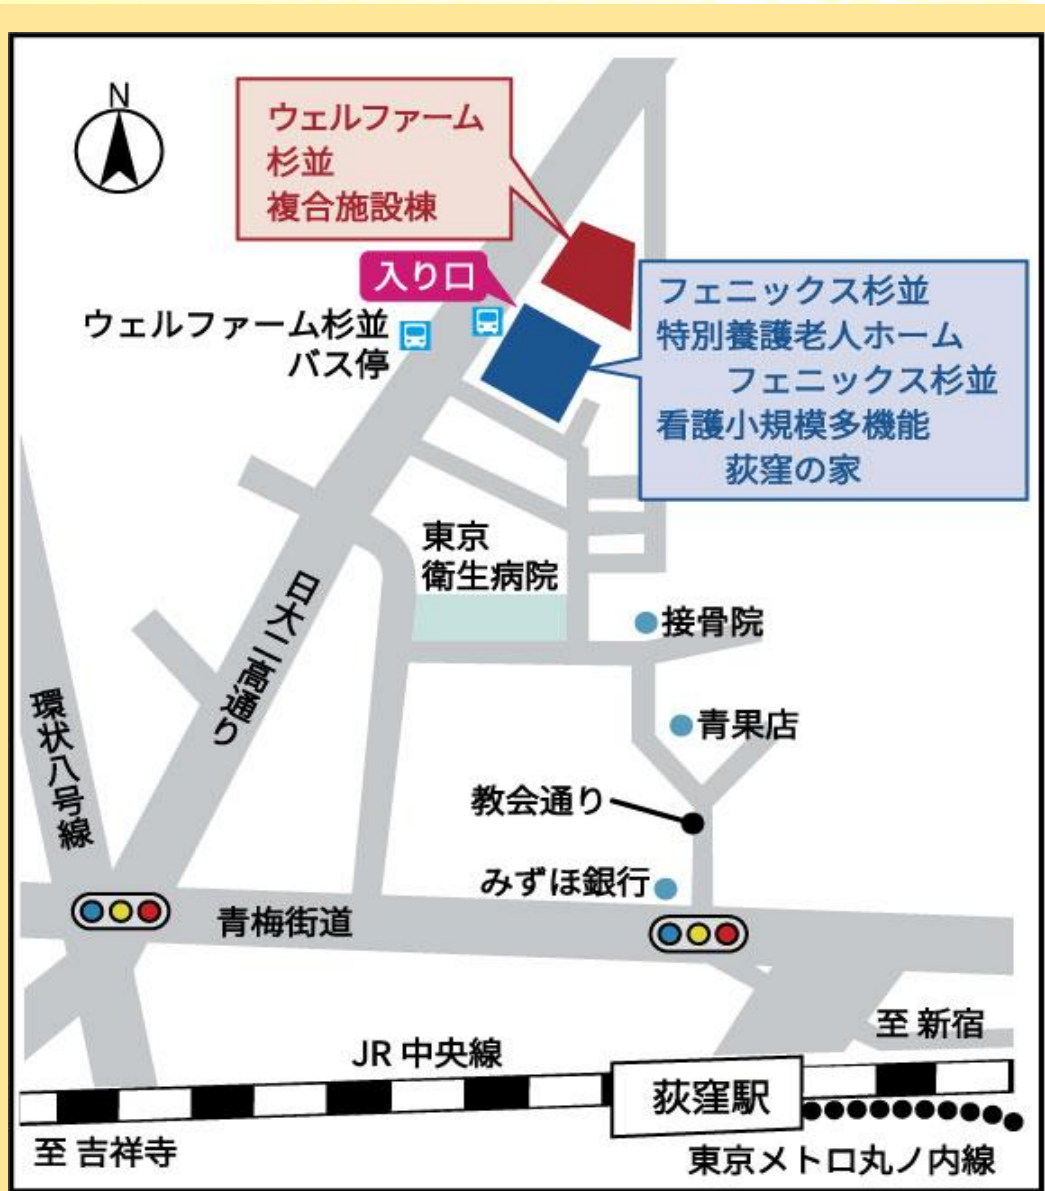 N
ウェルファーム
杉並
複合施設棟
入り口
ウェルファーム杉並
バス停
フェニックス杉並
特別養護老人ホーム
フェニックス杉並
看護小規模多機能
荻窪の家
東京
衛生病院
日大二高通り
接骨院
環状八号線
青果店
教会通り
みずほ銀行
青梅街道
至 新宿
JR 中央線
荻窪駅
至 吉祥寺
東京メトロ丸ノ内線